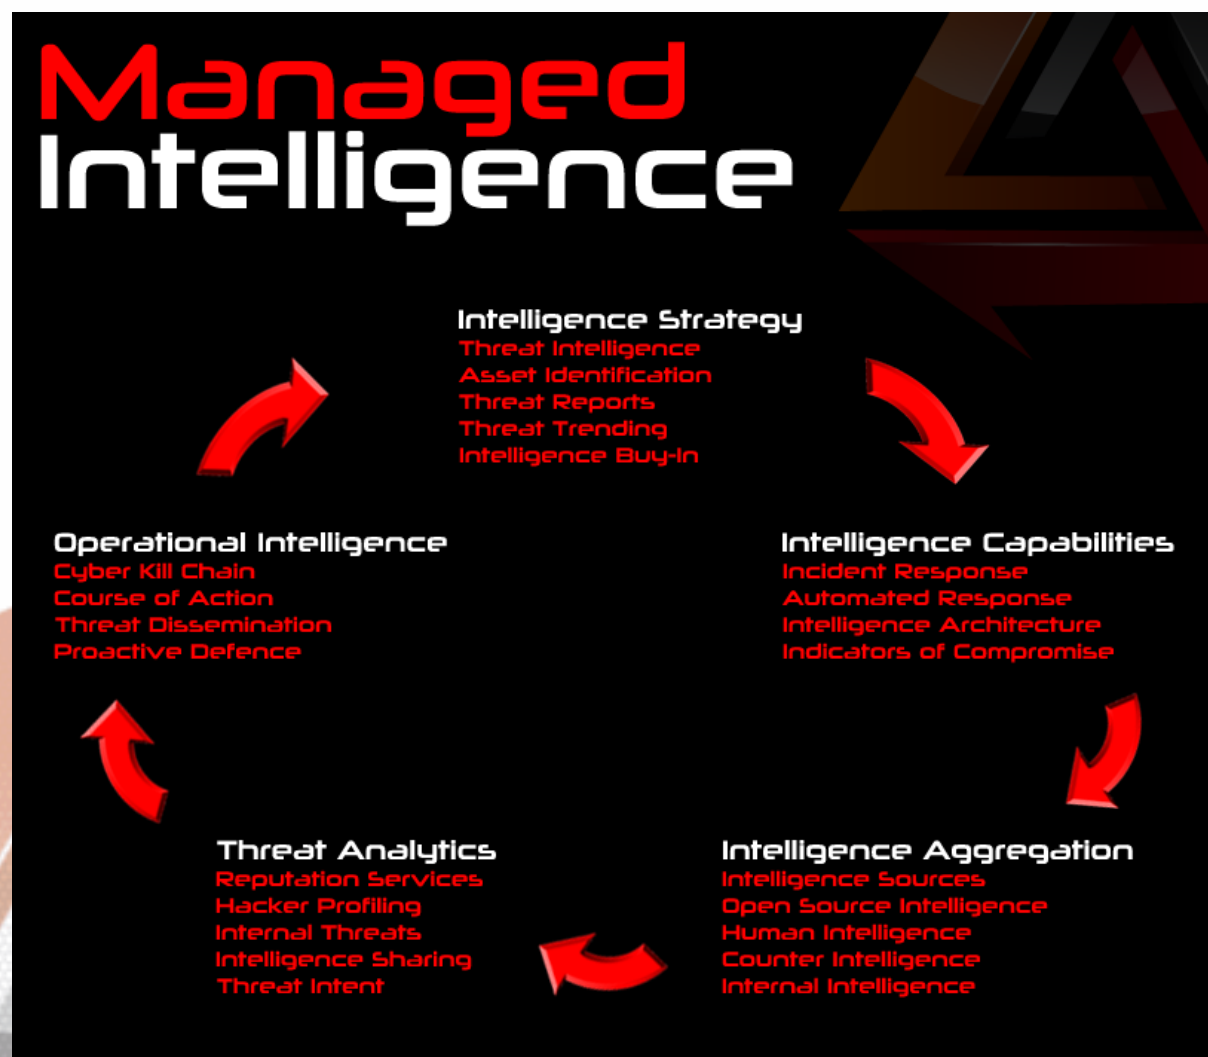 Managed
Intelligence
Intelligence Strategy
Threat Intelligence
Asset Identification
Threat Reports
Threat Trending
Intelligence Buy-In
Operational Intelligence
Cyber Kill Chain
Course of Action
Threat Dissemination
Proactive Defence
Intelligence Capabilities
Incident Response
Automated Response
Intelligence Architecture
Indicators of Compromise
Threat Analytics
Reputation Services
Hacker Profiling
Internal Threats
Intelligence Sharing
Threat Intent
Intelligence Aggregation
Intelligence Sources
Open Source Intelligence
Human Intelligence
Counter Intelligence
Internal Intelligence